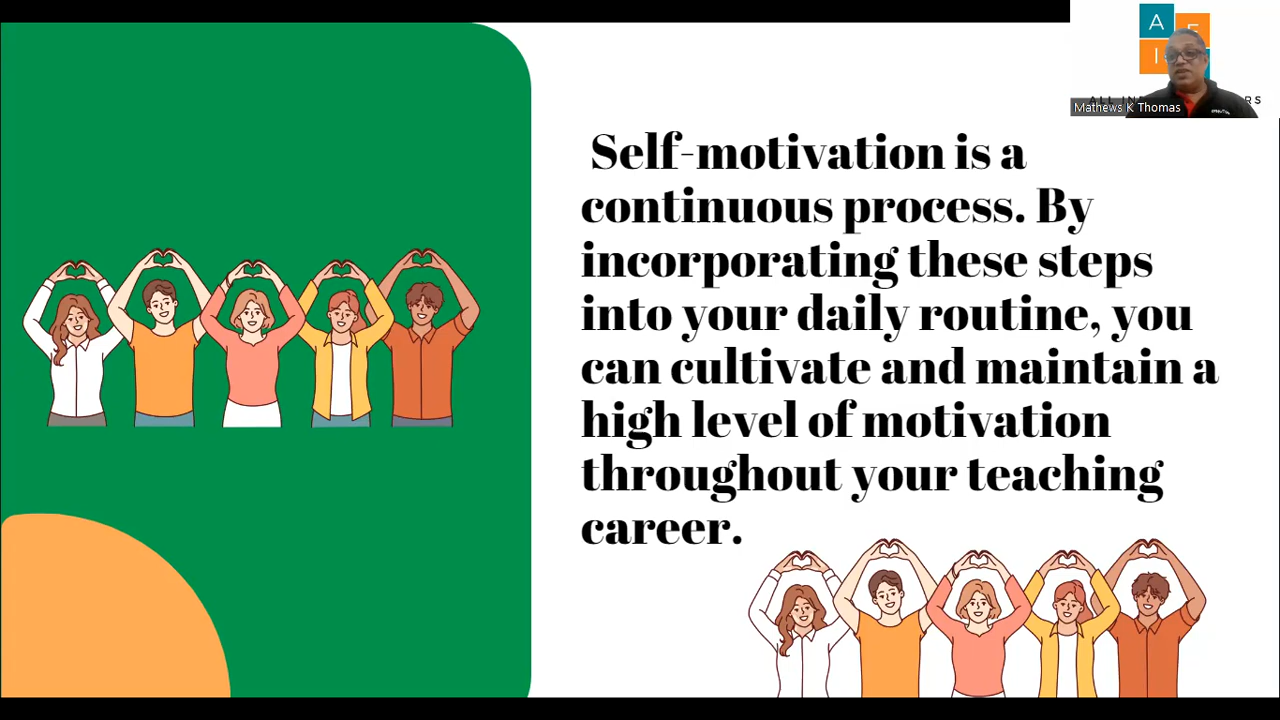 A
Mathews K Thomas
RS
Self-motivation is a
continuous process. By
incorporating these steps
into your daily routine, you
can cultivate and maintain a
high level of motivation
throughout your teaching
career.